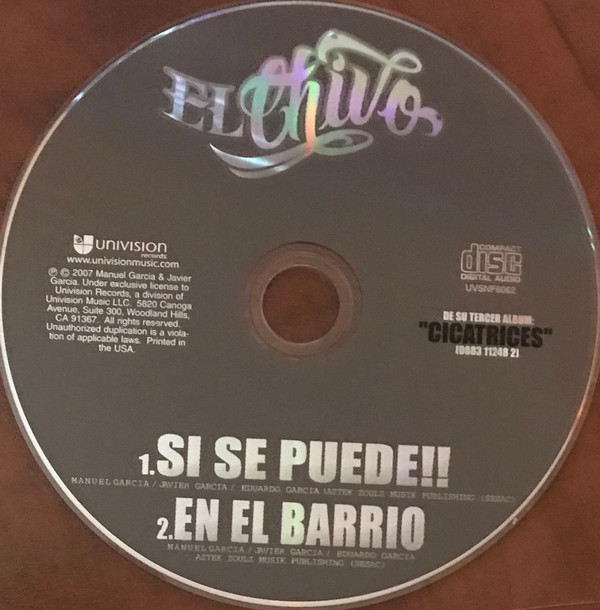 EL Chivo
univision
records
www.univisionmusic.com
℗ © 2007 Manuel Garcia & Javier
Garcia. Under exclusive license to
Univision Records, a division of
Univision Music LLC. 5820 Canoga
Avenue, Suite 300, Woodland Hills,
CA 91367. All rights reserved.
Unauthorized duplication is a viola-
tion of applicable laws. Printed in
the USA.
COMPACT
disc
DIGITAL AUDIO
UVSNF6062
DE SU TERCER ALBUM:
"CICATRICES"
(0883 11248 2)
1.SI SE PUEDE!!
MANUEL GARCIA / JAVIER GARCIA / EDUARDO GARCIA (AZTEK ZOULZ MUSIK PUBLISHING (SESAC)
2.EN EL BARRIO
MANUEL GARCIA / JAVIER GARCIA / EDUARDO GARCIA
AZTEK ZOULZ MUSIK PUBLISHING (SESAC)